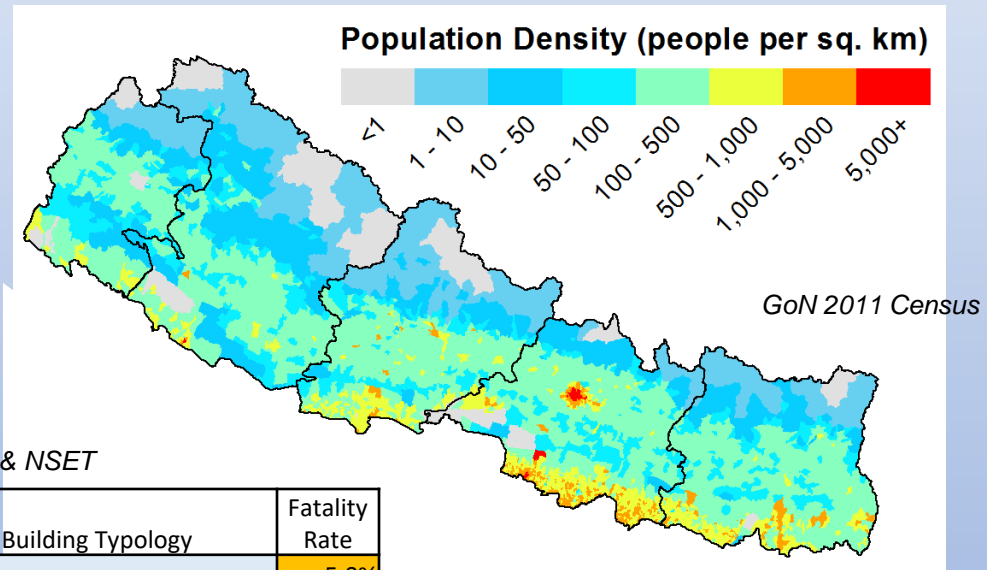 Population Density (people per sq. km)
<1
1 - 10
10 - 50
50 - 100
100 - 500
500 - 1,000
1,000 - 5,000
5,000+
GoN 2011 Census
& NSET
Building Typology
Fatality
Rate